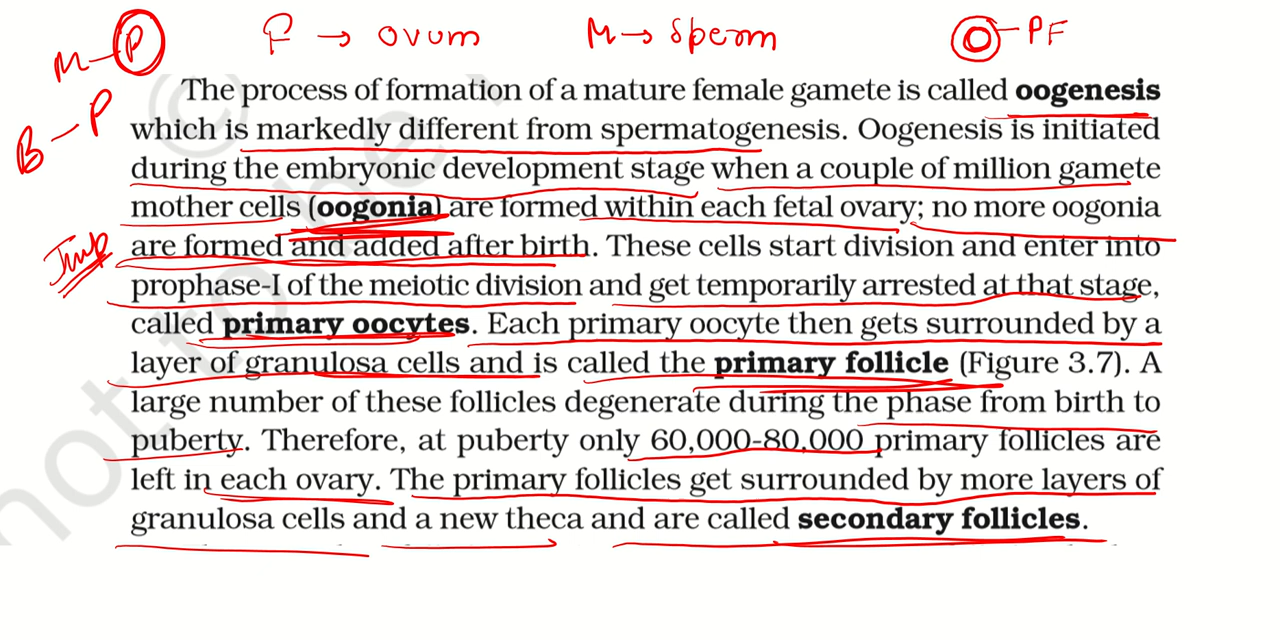 M - P F → Ovum M → Sperm PF
B - P
The process of formation of a mature female gamete is called oogenesis
which is markedly different from spermatogenesis. Oogenesis is initiated
during the embryonic development stage when a couple of million gamete
mother cells (oogonia) are formed within each fetal ovary; no more oogonia
Imp are formed and added after birth. These cells start division and enter into
prophase-I of the meiotic division and get temporarily arrested at that stage,
called primary oocytes. Each primary oocyte then gets surrounded by a
layer of granulosa cells and is called the primary follicle (Figure 3.7). A
large number of these follicles degenerate during the phase from birth to
puberty. Therefore, at puberty only 60,000-80,000 primary follicles are
left in each ovary. The primary follicles get surrounded by more layers of
granulosa cells and a new theca and are called secondary follicles.
© not to be r